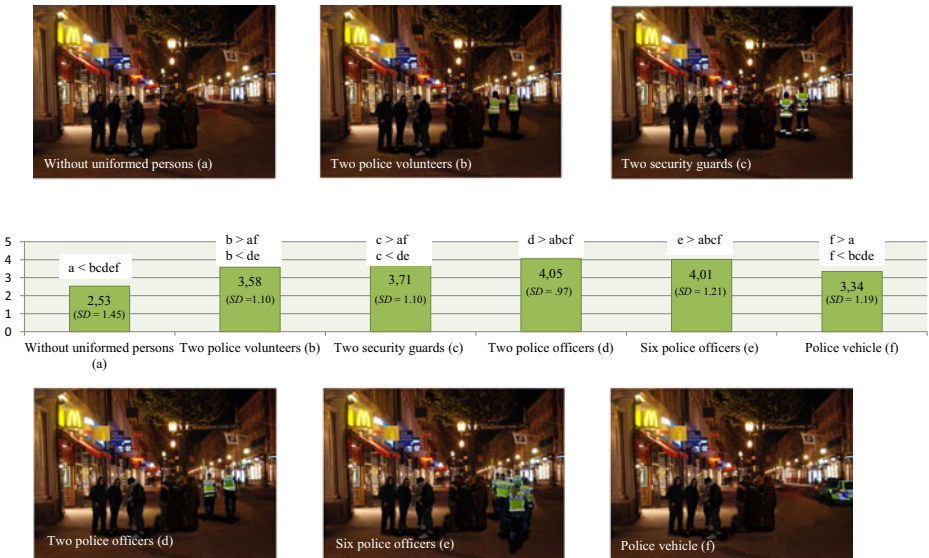 Without uniformed persons (a)
Two police volunteers (b)
Two security guards (c)
5
4
3
2
1
0
a < bcdef
b > af
b < de
c > af
c < de
d > abcf
e > abcf
f > a
f < bcde
2,53
(SD = 1.45)
3,58
(SD =1.10)
3,71
(SD = 1.10)
4,05
(SD = .97)
4,01
(SD = 1.21)
3,34
(SD = 1.19)
Without uniformed persons
(a)
Two police volunteers (b)
Two security guards (c)
Two police officers (d)
Six police officers (e)
Police vehicle (f)
Two police officers (d)
Six police officers (e)
Police vehicle (f)